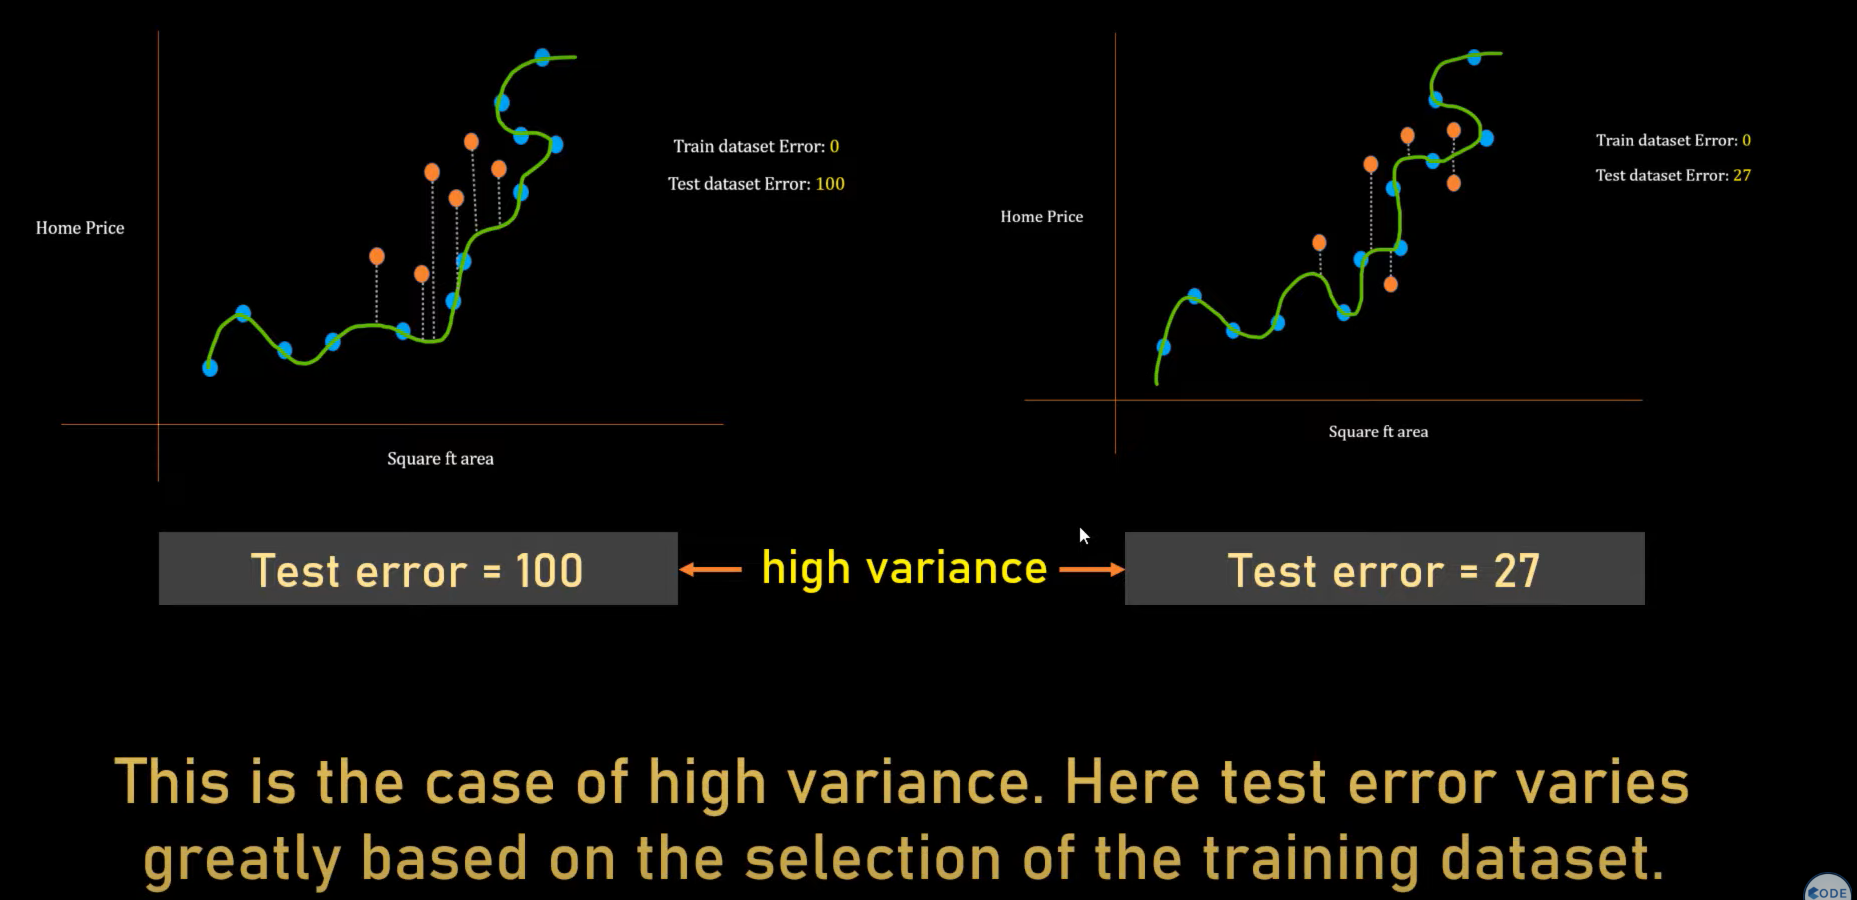 Train dataset Error: 0
Test dataset Error: 100
Home Price
Square ft area
Train dataset Error: 0
Test dataset Error: 27
Home Price
Square ft area
Test error = 100
high variance
Test error = 27
This is the case of high variance. Here test error varies
greatly based on the selection of the training dataset.
CODE